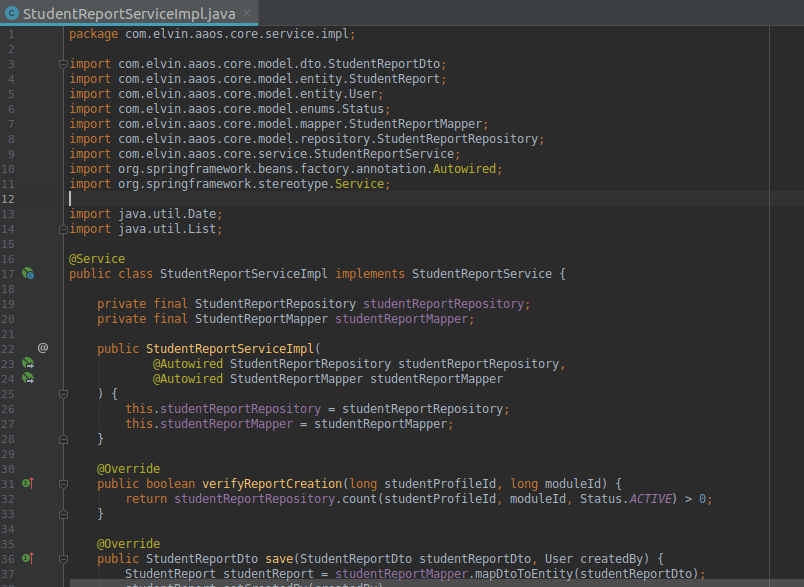 StudentReportServiceImpl.java
1 package com.elvin.aaos.core.service.impl;
2
3 import com.elvin.aaos.core.model.dto.StudentReportDto;
4 import com.elvin.aaos.core.model.entity.StudentReport;
5 import com.elvin.aaos.core.model.entity.User;
6 import com.elvin.aaos.core.model.enums.Status;
7 import com.elvin.aaos.core.model.mapper.StudentReportMapper;
8 import com.elvin.aaos.core.model.repository.StudentReportRepository;
9 import com.elvin.aaos.core.service.StudentReportService;
10 import org.springframework.beans.factory.annotation.Autowired;
11 import org.springframework.stereotype.Service;
12
13 import java.util.Date;
14 import java.util.List;
15
16 @Service
17 public class StudentReportServiceImpl implements StudentReportService {
18
19 private final StudentReportRepository studentReportRepository;
20 private final StudentReportMapper studentReportMapper;
21
22 @ public StudentReportServiceImpl(
23 @Autowired StudentReportRepository studentReportRepository,
24 @Autowired StudentReportMapper studentReportMapper
25 ) {
26 this.studentReportRepository = studentReportRepository;
27 this.studentReportMapper = studentReportMapper;
28 }
29
30 @Override
31 public boolean verifyReportCreation(long studentProfileId, long moduleId) {
32 return studentReportRepository.count(studentProfileId, moduleId, Status.ACTIVE) > 0;
33 }
34
35 @Override
36 public StudentReportDto save(StudentReportDto studentReportDto, User createdBy) {
37 StudentReport studentReport = studentReportMapper.mapDtoToEntity(studentReportDto);